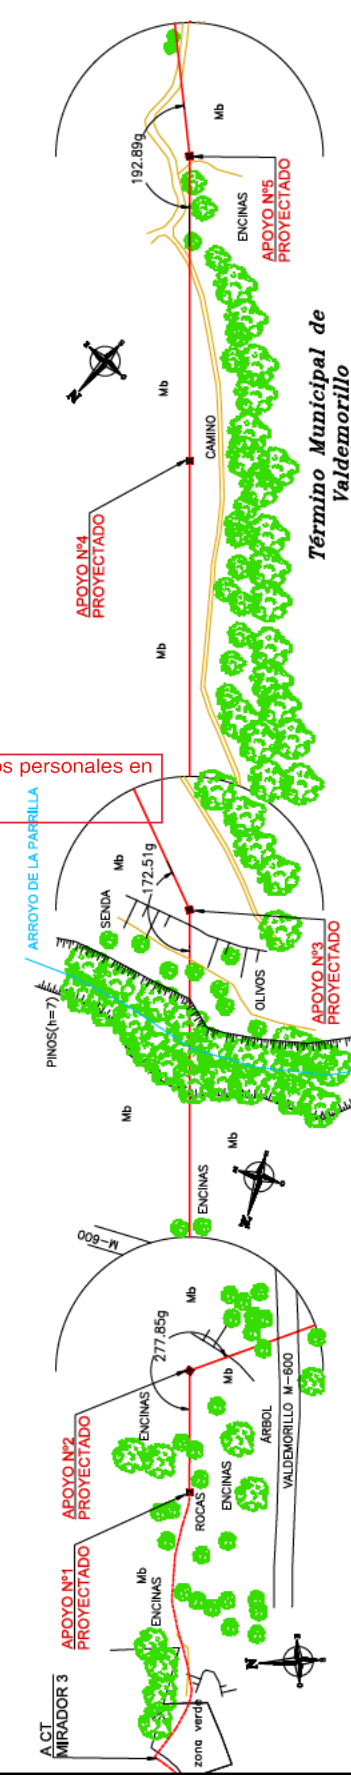 Mb
192.89g
ENCINAS
APOYO Nº5
PROYECTADO
Mb
CAMINO
Término Municipal de
Valdemorillo
APOYO Nº4
PROYECTADO
Mb
os personales en
ARROYO DE LA PARRILLA
Mb
172.51g
SENDA
OLIVOS
APOYO Nº3
PROYECTADO
PINOS(h=7)
Mb
Mb
ENCINAS
M-600
Mb
277.85g
Mb
ENCINAS
APOYO Nº2
PROYECTADO
ÁRBOL
VALDEMORILLO M-600
ENCINAS
ROCAS
APOYO Nº1
PROYECTADO
Mb
ENCINAS
A CT
MIRADOR 3
zona verde
N